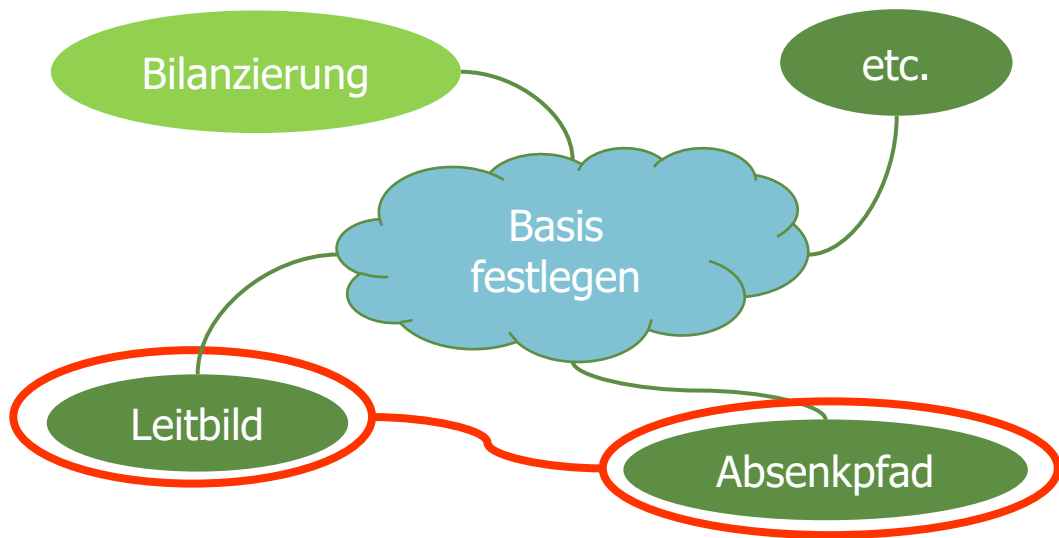 Bilanzierung
etc.
Basis
festlegen
Leitbild
Absenkpfad